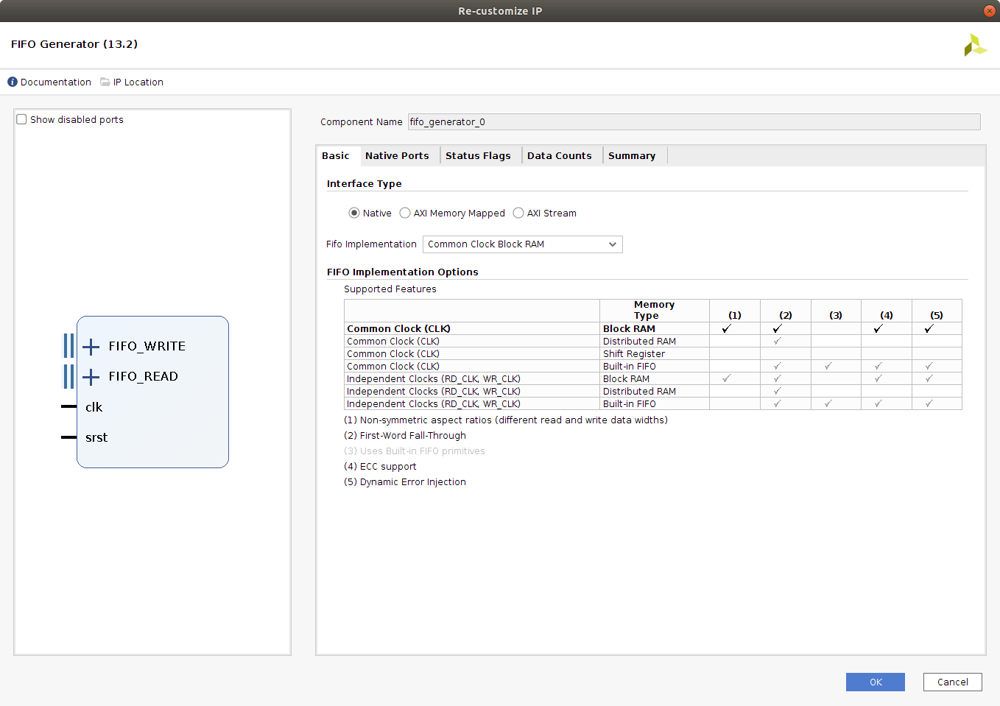 Re-customize IP
FIFO Generator (13.2)
Documentation IP Location
Show disabled ports
FIFO_WRITE
FIFO_READ
clk
srst
Component Name fifo_generator_0
Basic Native Ports Status Flags Data Counts Summary
Interface Type
Native AXI Memory Mapped AXI Stream
Fifo Implementation Common Clock Block RAM
FIFO Implementation Options
Supported Features
Memory
Type (1) (2) (3) (4) (5)
Common Clock (CLK) Block RAM ✓ ✓ ✓ ✓
Common Clock (CLK) Distributed RAM ✓
Common Clock (CLK) Shift Register
Common Clock (CLK) Built-in FIFO ✓ ✓ ✓ ✓
Independent Clocks (RD_CLK, WR_CLK) Block RAM ✓ ✓ ✓ ✓
Independent Clocks (RD_CLK, WR_CLK) Distributed RAM ✓
Independent Clocks (RD_CLK, WR_CLK) Built-in FIFO ✓ ✓ ✓ ✓
(1) Non-symmetric aspect ratios (different read and write data widths)
(2) First-Word Fall-Through
(3) Uses Built-in FIFO primitives
(4) ECC support
(5) Dynamic Error Injection
OK Cancel